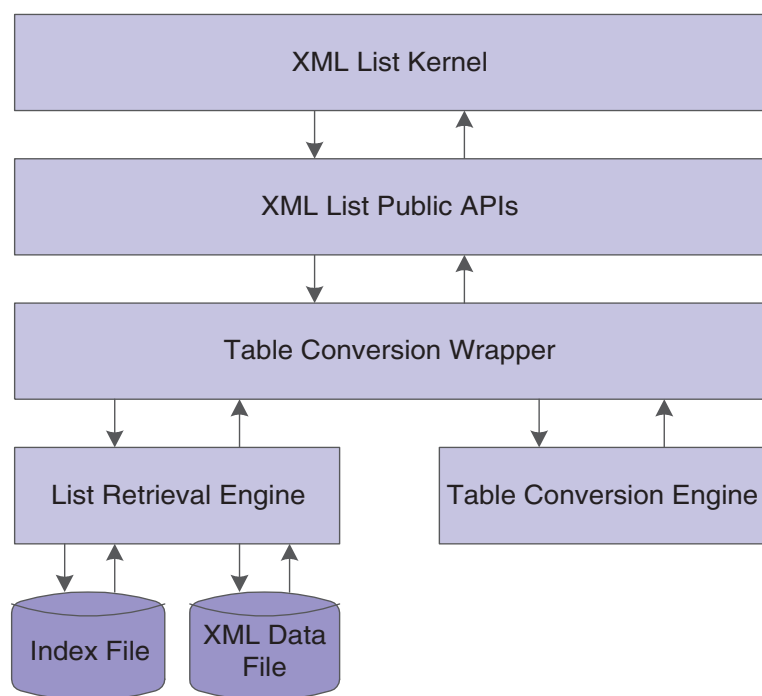 XML List Kernel
XML List Public APIs
Table Conversion Wrapper
List Retrieval Engine
Table Conversion Engine
Index File
XML Data
File